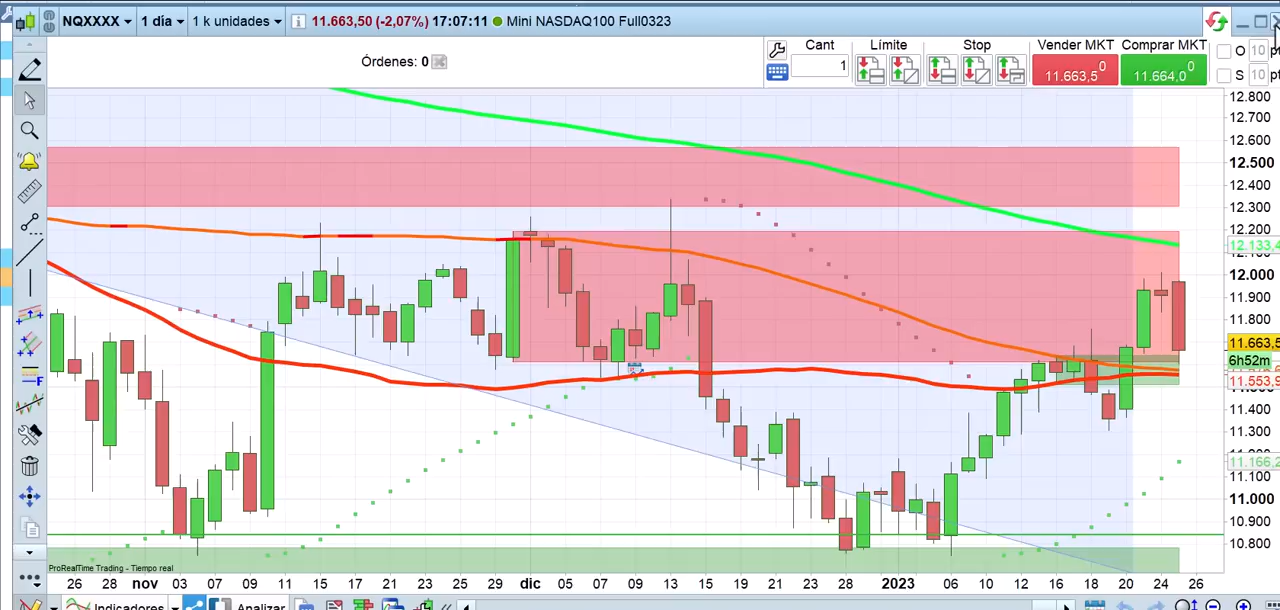 NQXXXX 1 día 1 k unidades 11.663,50 (-2,07%) 17:07:11 Mini NASDAQ100 Full0323
Órdenes: 0
Cant Límite Stop Vender MKT Comprar MKT
1
0
11.663,5
0
11.664,0
O 10
S 10
12.800
12.700
12.600
12.500
12.400
12.300
12.200
12.133,4
12.000
11.900
11.800
11.663,5
6h52m
11.553,9
11.400
11.300
11.166,2
11.100
11.000
10.900
10.800
ProRealTime Trading - Tiempo real
26 28 nov 03 07 09 11 15 17 21 23 25 29 dic 05 07 09 13 15 19 21 23 28 2023 06 10 12 16 18 20 24 26
Indicadores Analizar